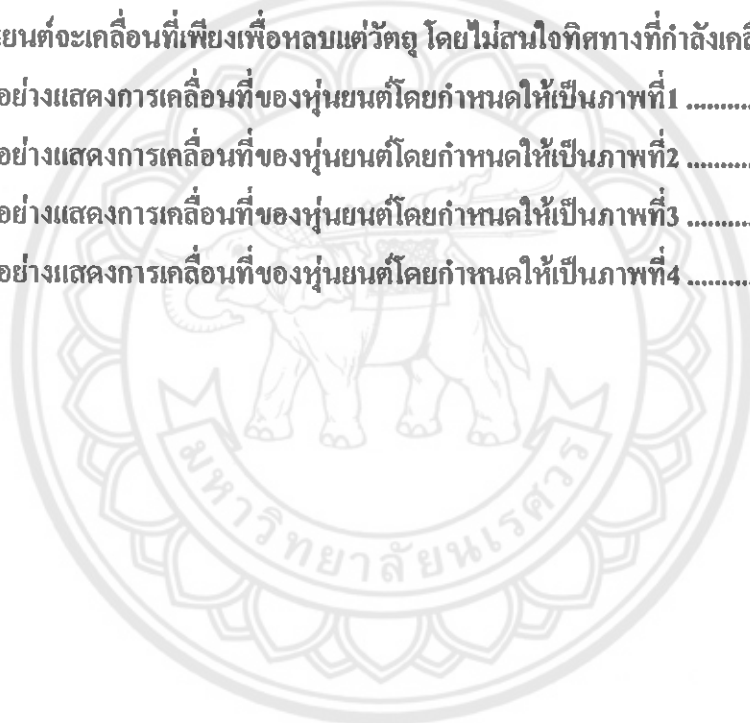 ยนต์จะเคลื่อนที่เพียงเพื่อหลบแต่วัตถุ โดยไม่สนใจทิศทางที่กำลังเคลื่
อย่างแสดงการเคลื่อนที่ของหุ่นยนต์โดยกำหนดให้เป็นภาพที่1 ..........
อย่างแสดงการเคลื่อนที่ของหุ่นยนต์โดยกำหนดให้เป็นภาพที่2 ..........
อย่างแสดงการเคลื่อนที่ของหุ่นยนต์โดยกำหนดให้เป็นภาพที่3 ..........
อย่างแสดงการเคลื่อนที่ของหุ่นยนต์โดยกำหนดให้เป็นภาพที่4 ..........
มหาวิทยาลัยนเรศวร